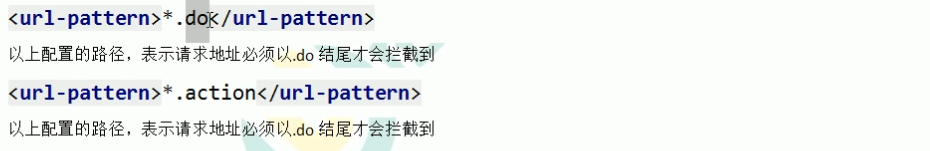 <url-pattern>*.do</url-pattern>
以上配置的路径，表示请求地址必须以.do 结尾才会拦截到
<url-pattern>*.action</url-pattern>
以上配置的路径，表示请求地址必须以.do 结尾才会拦截到